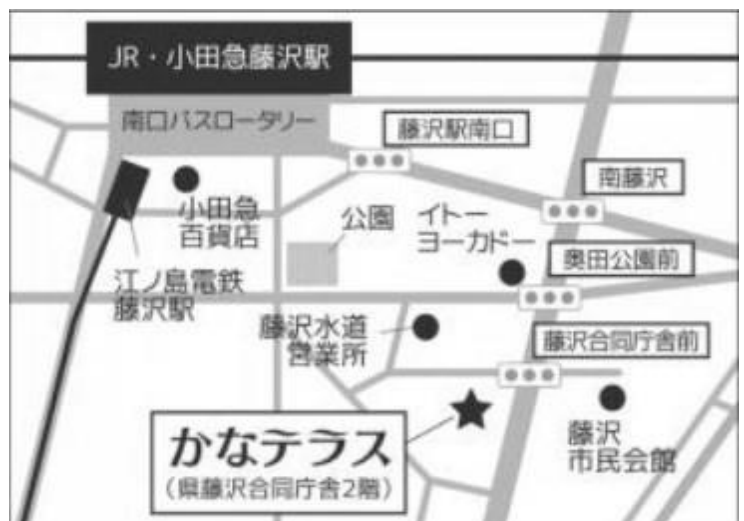 JR・小田急藤沢駅
南口バスロータリー
藤沢駅南口
南藤沢
小田急
百貨店
公園
イトー
ヨーカドー
奥田公園前
江ノ島電鉄
藤沢駅
藤沢水道
営業所
藤沢合同庁舎前
かなテラス
(県藤沢合同庁舎2階)
藤沢
市民会館